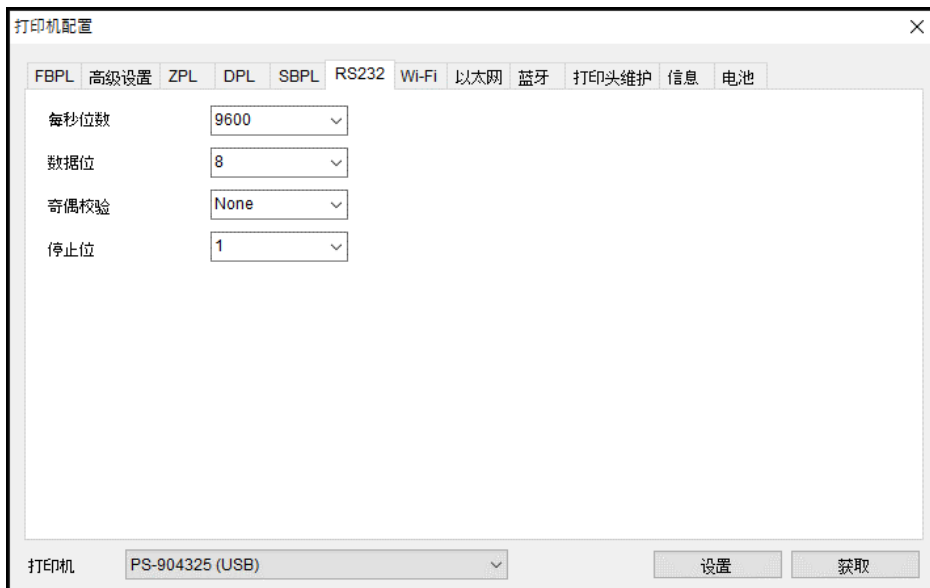 打印机配置
FBPL 高级设置 ZPL DPL SBPL RS232 Wi-Fi 以太网 蓝牙 打印头维护 信息 电池
每秒位数 9600
数据位 8
奇偶校验 None
停止位 1
打印机 PS-904325 (USB) 设置 获取